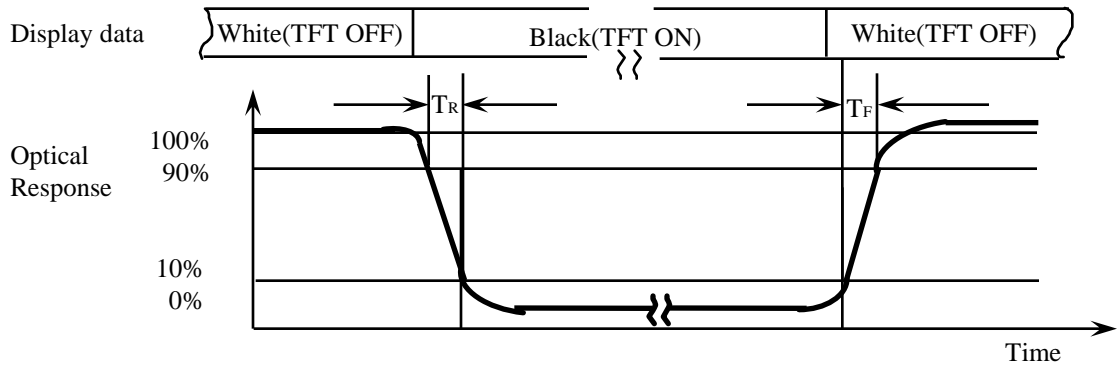 Display data
White(TFT OFF)
Black(TFT ON)
White(TFT OFF)
TR
TF
100%
Optical
Response
90%
10%
0%
Time